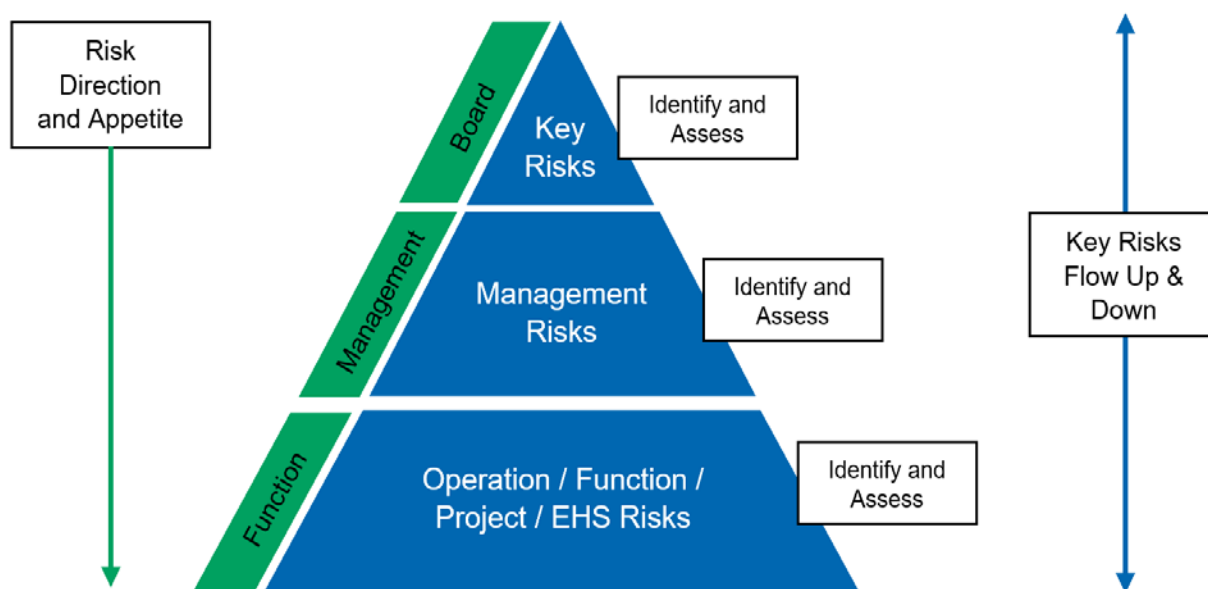 Risk
Direction
and Appetite
Board
Key
Risks
Identify and
Assess
Management
Management
Risks
Identify and
Assess
Key Risks
Flow Up &
Down
Function
Operation / Function /
Project / EHS Risks
Identify and
Assess